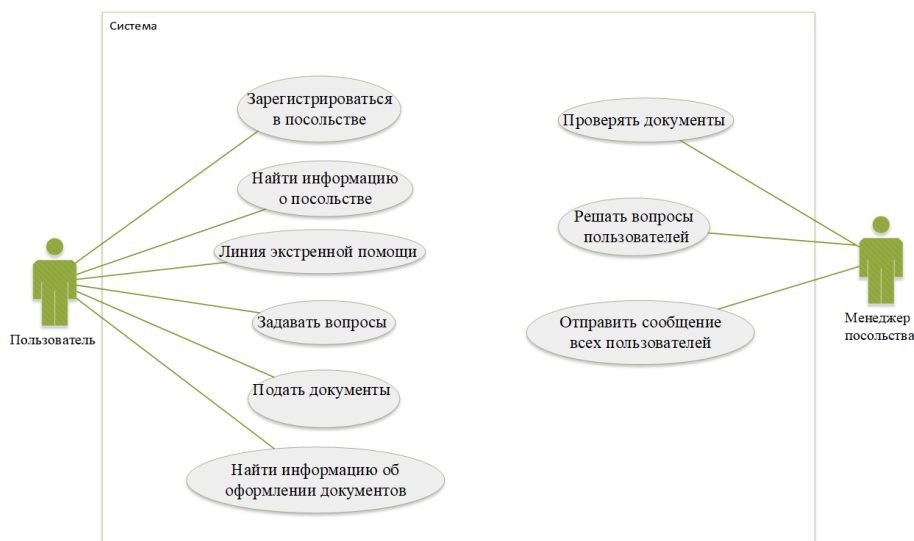 Система
Зарегистрироваться
в посольстве
Найти информацию
о посольстве
Линия экстренной помощи
Задавать вопросы
Подать документы
Найти информацию об
оформлении документов
Пользователь
Проверять документы
Решать вопросы
пользователей
Отправить сообщение
всех пользователей
Менеджер
посольства